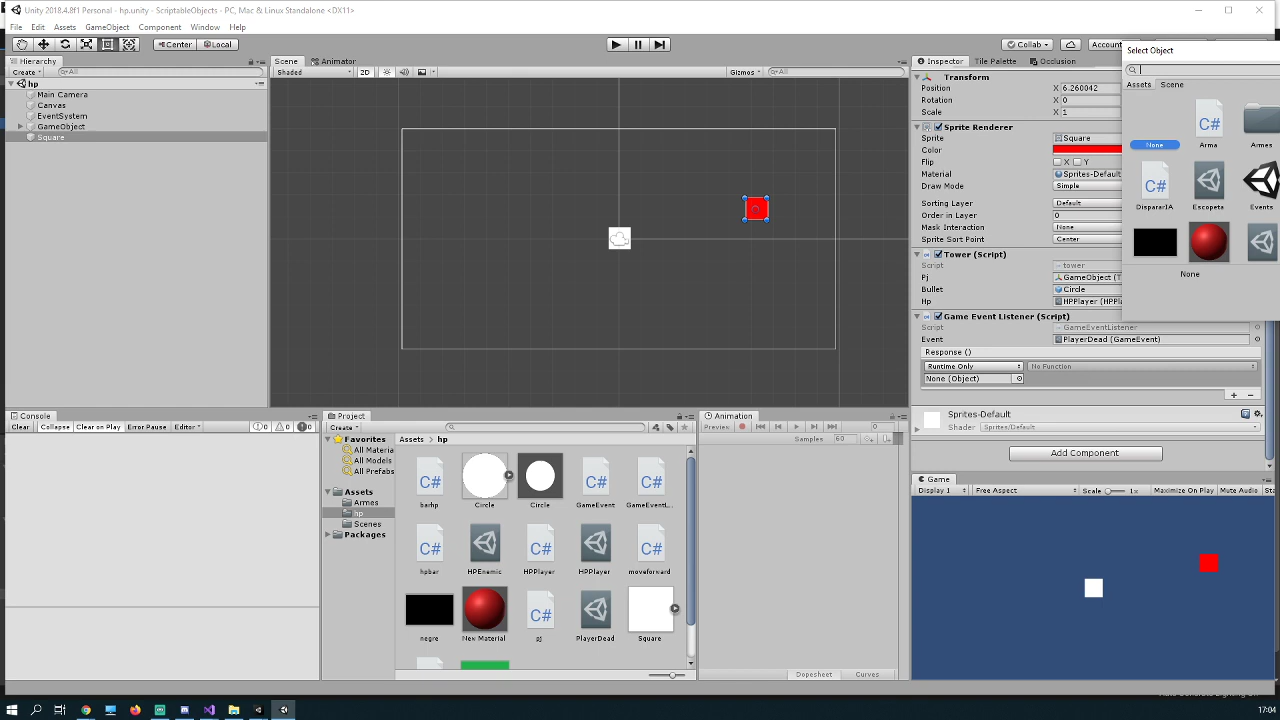 Unity 2018.4.8f1 Personal - hp.unity - ScriptableObjects - PC, Mac & Linux Standalone <DX11>
File Edit Assets GameObject Component Window Help
Center Local Collab Account
Hierarchy
Create All
hp
Main Camera
Canvas
EventSystem
GameObject
Square
Scene Animator
Shaded 2D Gizmos All
Inspector Tile Palette Occlusion
Transform
Position X 6.260042
Rotation X 0
Scale X 1
Sprite Renderer
Sprite Square
Color
Flip X Y
Material Sprites-Default
Draw Mode Simple
Sorting Layer Default
Order in Layer 0
Mask Interaction None
Sprite Sort Point Center
Tower (Script)
Script tower
Pj GameObject (T
Bullet Circle
Hp HPPlayer (HPPla
Game Event Listener (Script)
Script GameEventListener
Event PlayerDead (GameEvent)
Response ()
Runtime Only No Function
None (Object)
Sprites-Default
Shader Sprites/Default
Add Component
Select Object
Assets Scene
None Arma Armes
DispararIA Escopeta Events
None
Console
Clear Collapse Clear on Play Error Pause Editor 0 0 0
Project
Create
Favorites
All Materia
All Models
All Prefabs
Assets
Armes
hp
Scenes
Packages
Assets hp
barhp Circle Circle GameEvent GameEventL...
hpbar HPEnemic HPPlayer HPPlayer moveforward
negre New Material pj PlayerDead Square
Animation
Preview 0
Samples 60
Dopesheet Curves
Game
Display 1 Free Aspect Scale 1x Maximize On Play Mute Audio Sta
17:04